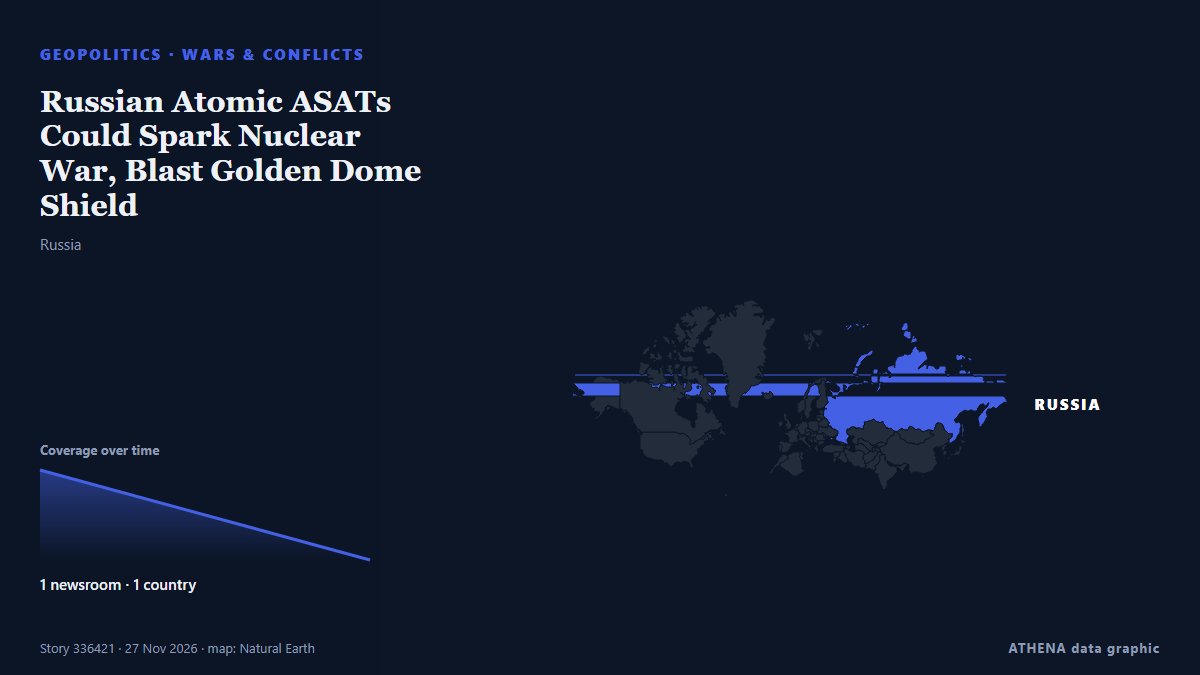 GEOPOLITICS · WARS & CONFLICTS
Russian Atomic ASATs
Could Spark Nuclear
War, Blast Golden Dome
Shield
Russia
RUSSIA
Coverage over time
1 newsroom · 1 country
Story 336421 · 27 Nov 2026 · map: Natural Earth
ATHENA data graphic